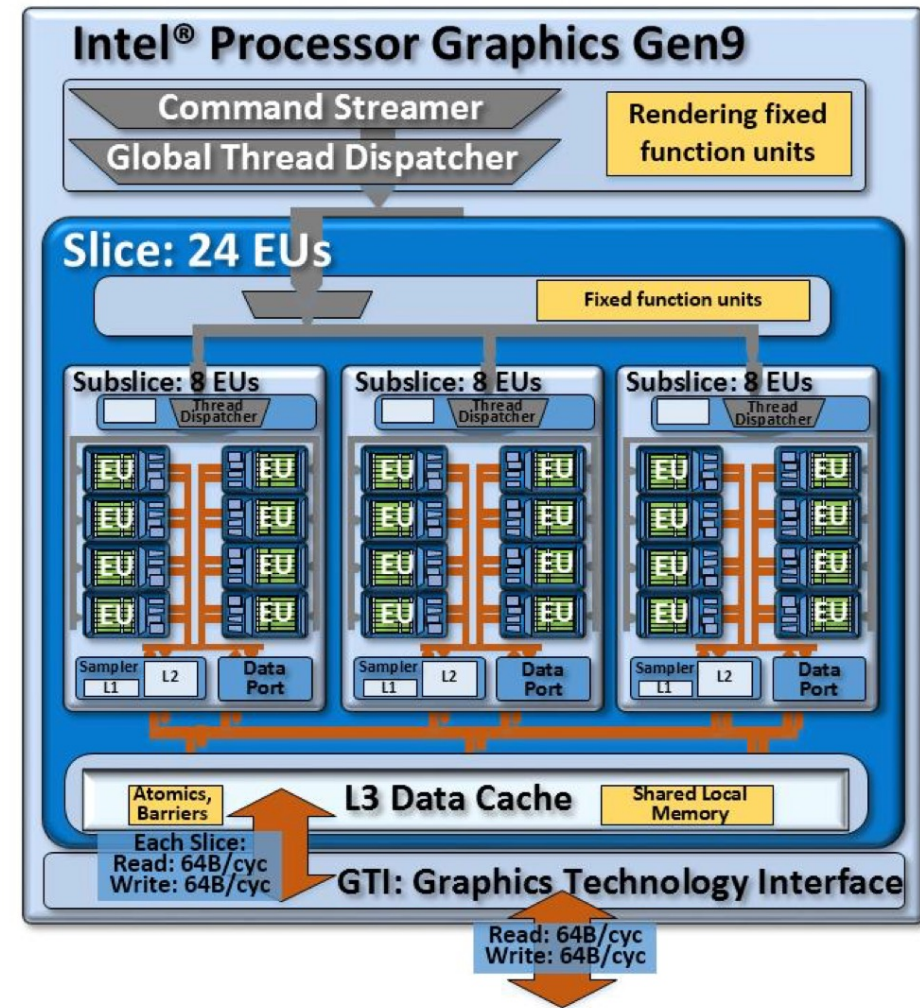 Intel® Processor Graphics Gen9
Command Streamer
Global Thread Dispatcher
Rendering fixed
function units
Slice: 24 EUs
Fixed function units
Subslice: 8 EUs
Thread
Dispatcher
EU
EU
EU
EU
EU
EU
EU
EU
Sampler
L1
L2
Data
Port
Subslice: 8 EUs
Thread
Dispatcher
EU
EU
EU
EU
EU
EU
EU
EU
Sampler
L1
L2
Data
Port
Subslice: 8 EUs
Thread
Dispatcher
EU
EU
EU
EU
EU
EU
EU
EU
Sampler
L1
L2
Data
Port
Atomics,
Barriers
L3 Data Cache
Shared Local
Memory
Each Slice:
Read: 64B/cyc
Write: 64B/cyc
GTI: Graphics Technology Interface
Read: 64B/cyc
Write: 64B/cyc